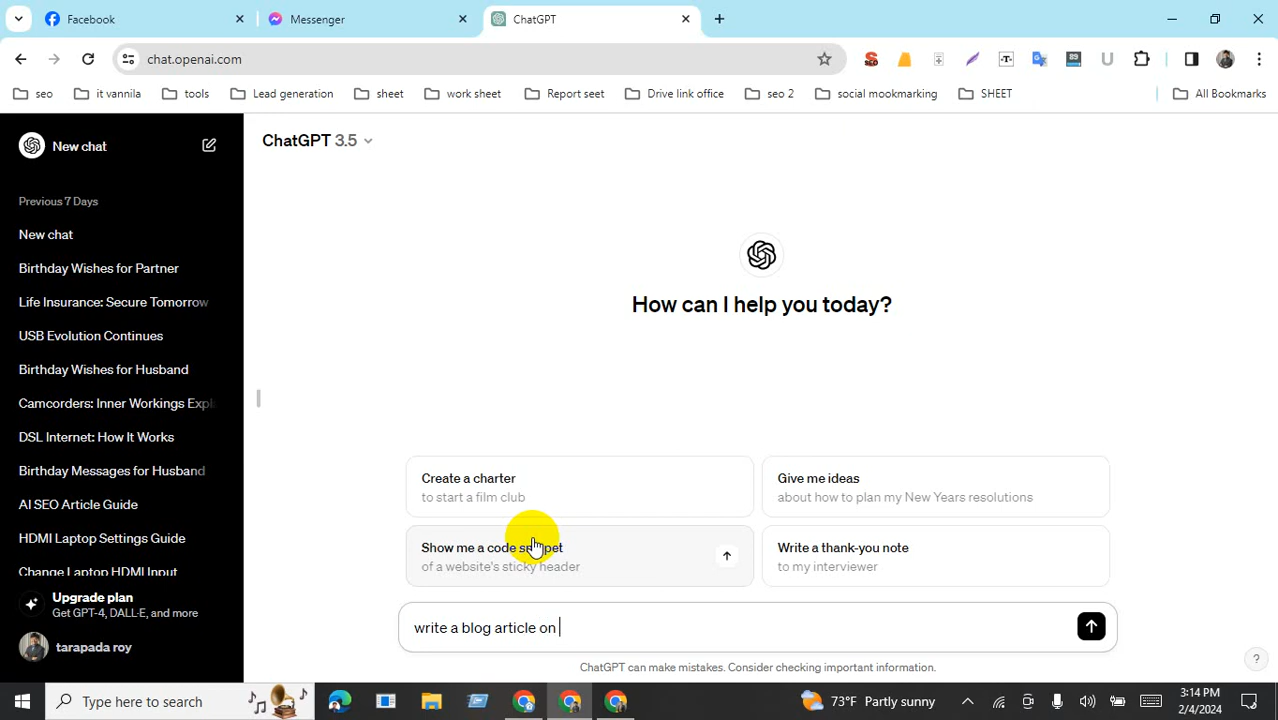 Facebook
Messenger
ChatGPT
chat.openai.com
seo
it vannila
tools
Lead generation
sheet
work sheet
Report seet
Drive link office
seo 2
social mookmarking
SHEET
All Bookmarks
New chat
ChatGPT 3.5
Previous 7 Days
New chat
Birthday Wishes for Partner
Life Insurance: Secure Tomorrow
USB Evolution Continues
Birthday Wishes for Husband
Camcorders: Inner Workings Expl
DSL Internet: How It Works
Birthday Messages for Husband
AI SEO Article Guide
HDMI Laptop Settings Guide
Change Laptop HDMI Input
Upgrade plan
Get GPT-4, DALL-E, and more
tarapada roy
How can I help you today?
Create a charter
to start a film club
Give me ideas
about how to plan my New Years resolutions
Show me a code snippet
of a website's sticky header
Write a thank-you note
to my interviewer
write a blog article on
ChatGPT can make mistakes. Consider checking important information.
?
Type here to search
73°F Partly sunny
3:14 PM
2/4/2024